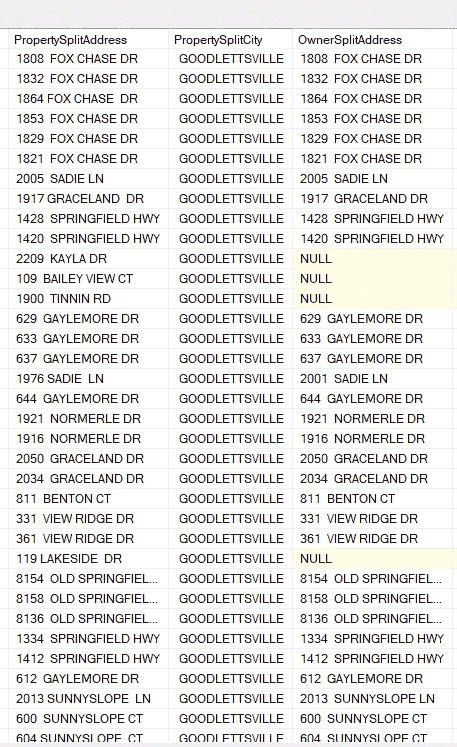 PropertySplitAddress PropertySplitCity OwnerSplitAddress
1808 FOX CHASE DR GOODLETTSVILLE 1808 FOX CHASE DR
1832 FOX CHASE DR GOODLETTSVILLE 1832 FOX CHASE DR
1864 FOX CHASE DR GOODLETTSVILLE 1864 FOX CHASE DR
1853 FOX CHASE DR GOODLETTSVILLE 1853 FOX CHASE DR
1829 FOX CHASE DR GOODLETTSVILLE 1829 FOX CHASE DR
1821 FOX CHASE DR GOODLETTSVILLE 1821 FOX CHASE DR
2005 SADIE LN GOODLETTSVILLE 2005 SADIE LN
1917 GRACELAND DR GOODLETTSVILLE 1917 GRACELAND DR
1428 SPRINGFIELD HWY GOODLETTSVILLE 1428 SPRINGFIELD HWY
1420 SPRINGFIELD HWY GOODLETTSVILLE 1420 SPRINGFIELD HWY
2209 KAYLA DR GOODLETTSVILLE NULL
109 BAILEY VIEW CT GOODLETTSVILLE NULL
1900 TINNIN RD GOODLETTSVILLE NULL
629 GAYLEMORE DR GOODLETTSVILLE 629 GAYLEMORE DR
633 GAYLEMORE DR GOODLETTSVILLE 633 GAYLEMORE DR
637 GAYLEMORE DR GOODLETTSVILLE 637 GAYLEMORE DR
1976 SADIE LN GOODLETTSVILLE 2001 SADIE LN
644 GAYLEMORE DR GOODLETTSVILLE 644 GAYLEMORE DR
1921 NORMERLE DR GOODLETTSVILLE 1921 NORMERLE DR
1916 NORMERLE DR GOODLETTSVILLE 1916 NORMERLE DR
2050 GRACELAND DR GOODLETTSVILLE 2050 GRACELAND DR
2034 GRACELAND DR GOODLETTSVILLE 2034 GRACELAND DR
811 BENTON CT GOODLETTSVILLE 811 BENTON CT
331 VIEW RIDGE DR GOODLETTSVILLE 331 VIEW RIDGE DR
361 VIEW RIDGE DR GOODLETTSVILLE 361 VIEW RIDGE DR
119 LAKESIDE DR GOODLETTSVILLE NULL
8154 OLD SPRINGFIEL... GOODLETTSVILLE 8154 OLD SPRINGFIEL...
8158 OLD SPRINGFIEL... GOODLETTSVILLE 8158 OLD SPRINGFIEL...
8136 OLD SPRINGFIEL... GOODLETTSVILLE 8136 OLD SPRINGFIEL...
1334 SPRINGFIELD HWY GOODLETTSVILLE 1334 SPRINGFIELD HWY
1412 SPRINGFIELD HWY GOODLETTSVILLE 1412 SPRINGFIELD HWY
612 GAYLEMORE DR GOODLETTSVILLE 612 GAYLEMORE DR
2013 SUNNYSLOPE LN GOODLETTSVILLE 2013 SUNNYSLOPE LN
600 SUNNYSLOPE CT GOODLETTSVILLE 600 SUNNYSLOPE CT
604 SUNNYSLOPE CT GOODLETTSVILLE 604 SUNNYSLOPE CT